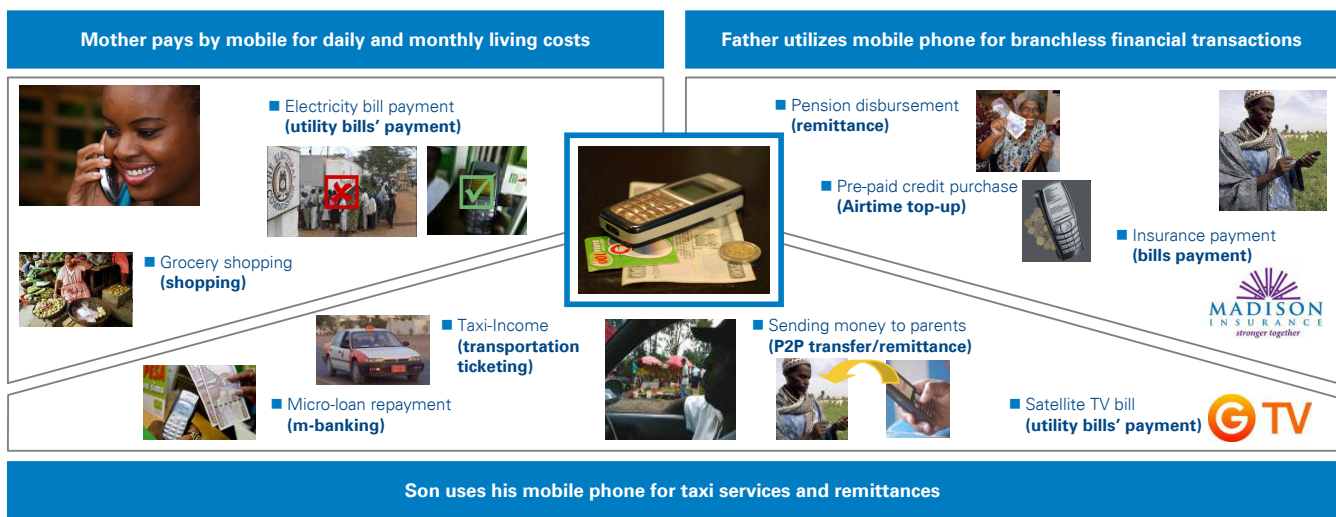 Mother pays by mobile for daily and monthly living costs
Father utilizes mobile phone for branchless financial transactions
Electricity bill payment
(utility bills' payment)
Grocery shopping
(shopping)
Pension disbursement
(remittance)
Pre-paid credit purchase
(Airtime top-up)
Insurance payment
(bills payment)
MADISON
INSURANCE
stronger together
Taxi-Income
(transportation
ticketing)
Micro-loan repayment
(m-banking)
Sending money to parents
(P2P transfer/remittance)
Satellite TV bill
(utility bills' payment)
G TV
Son uses his mobile phone for taxi services and remittances